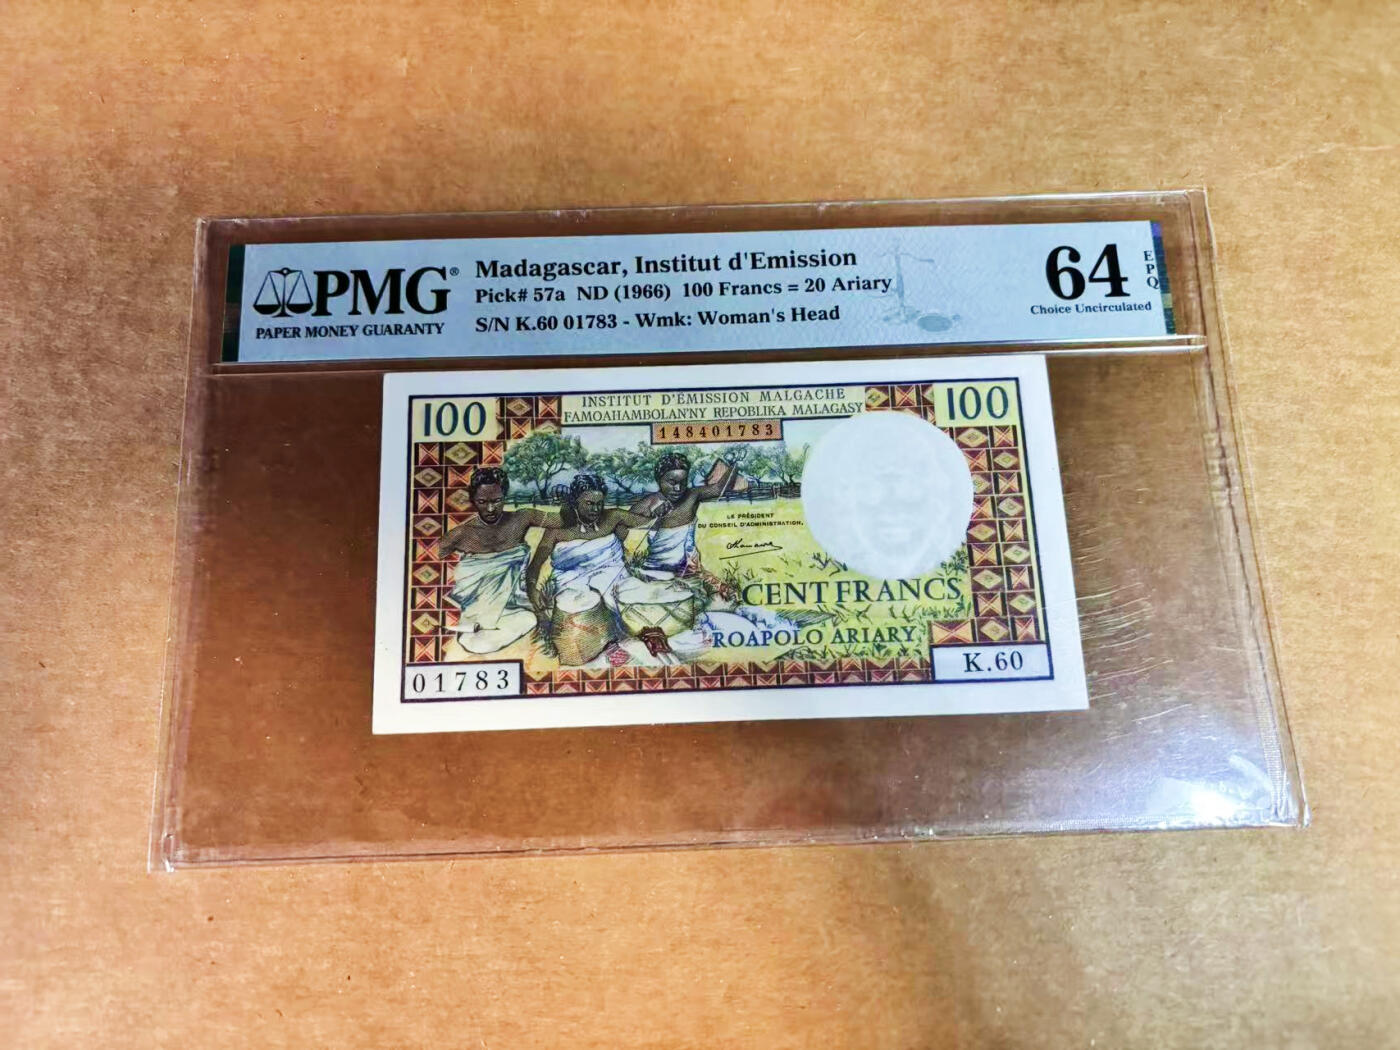 PMG®
PAPER MONEY GUARANTY
Madagascar, Institut d'Emission
Pick# 57a ND (1966) 100 Francs = 20 Ariary
S/N K.60 01783 - Wmk: Woman's Head
64
EPQ
Choice Uncirculated
100
INSTITUT D'ÉMISSION MALGACHE
FAMOAHAMBOLAN'NY REPOBLIKA MALAGASY
100
148401783
LE PRÉSIDENT
DU CONSEIL D'ADMINISTRATION,
CENT FRANCS
ROAPOLO ARIARY
01783
K.60